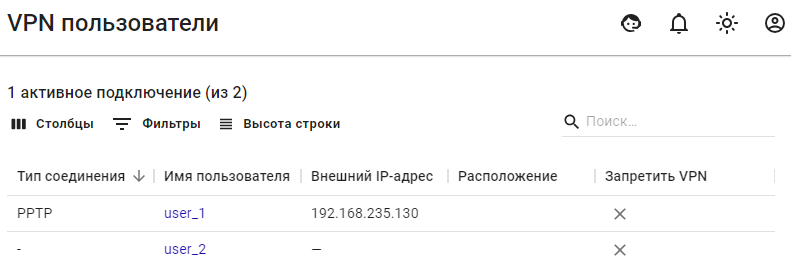 VPN пользователи
1 активное подключение (из 2)
Столбцы Фильтры Высота строки Поиск...
Тип соединения Имя пользователя Внешний IP-адрес Расположение Запретить VPN
PPTP user_1 192.168.235.130
- user_2 —